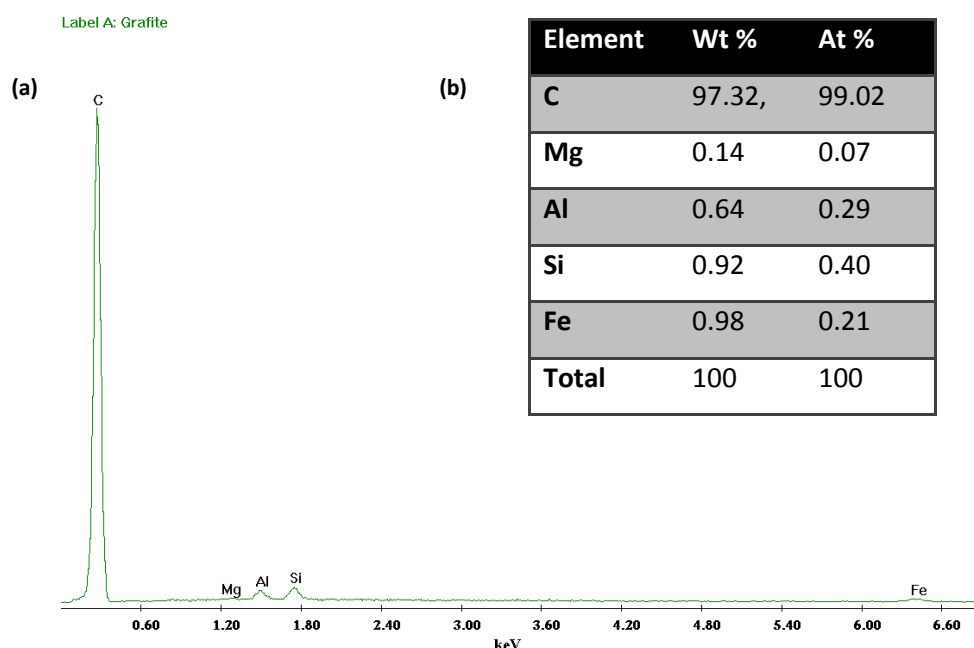 Label A: Grafite
(a)
C
Mg
Al
Si
Fe
0.60 1.20 1.80 2.40 3.00 3.60 4.20 4.80 5.40 6.00 6.60
keV
(b)
Element Wt % At %
C 97.32, 99.02
Mg 0.14 0.07
Al 0.64 0.29
Si 0.92 0.40
Fe 0.98 0.21
Total 100 100